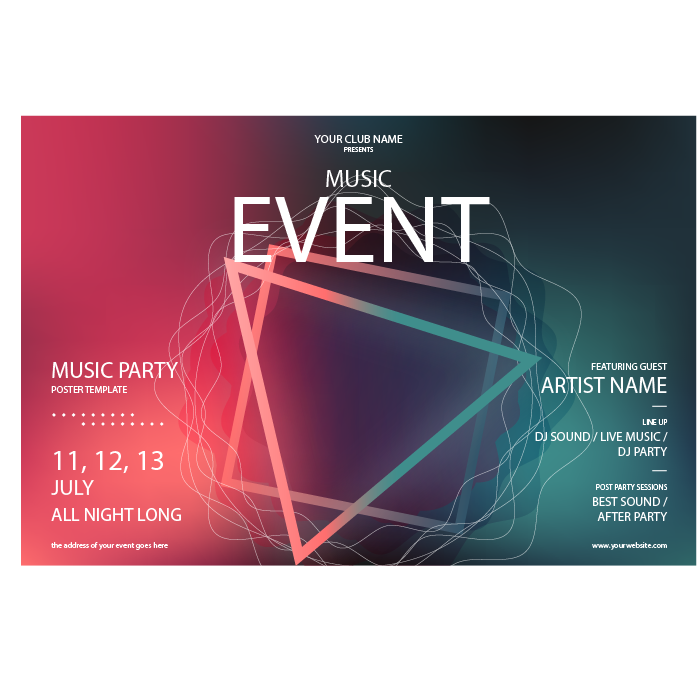 YOUR CLUB NAME
PRESENTS
MUSIC
EVENT
MUSIC PARTY
POSTER TEMPLATE
11, 12, 13
JULY
ALL NIGHT LONG
the address of your event goes here
FEATURING GUEST
ARTIST NAME
LINE UP
DJ SOUND / LIVE MUSIC /
DJ PARTY
POST PARTY SESSIONS
BEST SOUND /
AFTER PARTY
www.yourwebsite.com